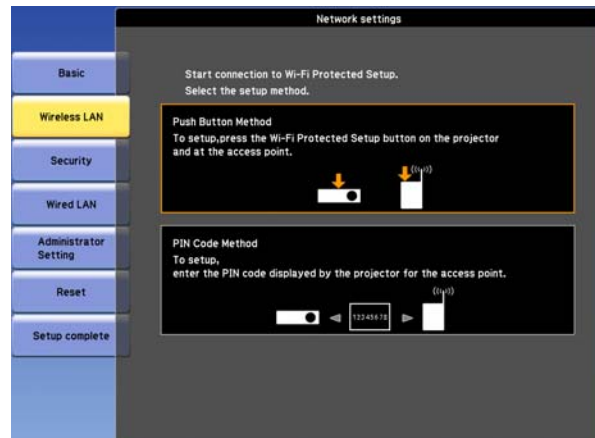 Network settings
Basic
Wireless LAN
Security
Wired LAN
Administrator
Setting
Reset
Setup complete
Start connection to Wi-Fi Protected Setup.
Select the setup method.
Push Button Method
To setup,press the Wi-Fi Protected Setup button on the projector
and at the access point.
PIN Code Method
To setup,
enter the PIN code displayed by the projector for the access point.
12345678